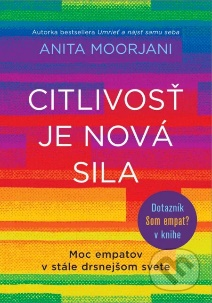 Autorka bestsellera Umrieť a nájsť samu seba
ANITA MOORJANI
CITLIVOSŤ
JE NOVÁ
SILA
Dotazník
Som empat?
v knihe
Moc empatov
v stále drsnejšom svete
Martinus